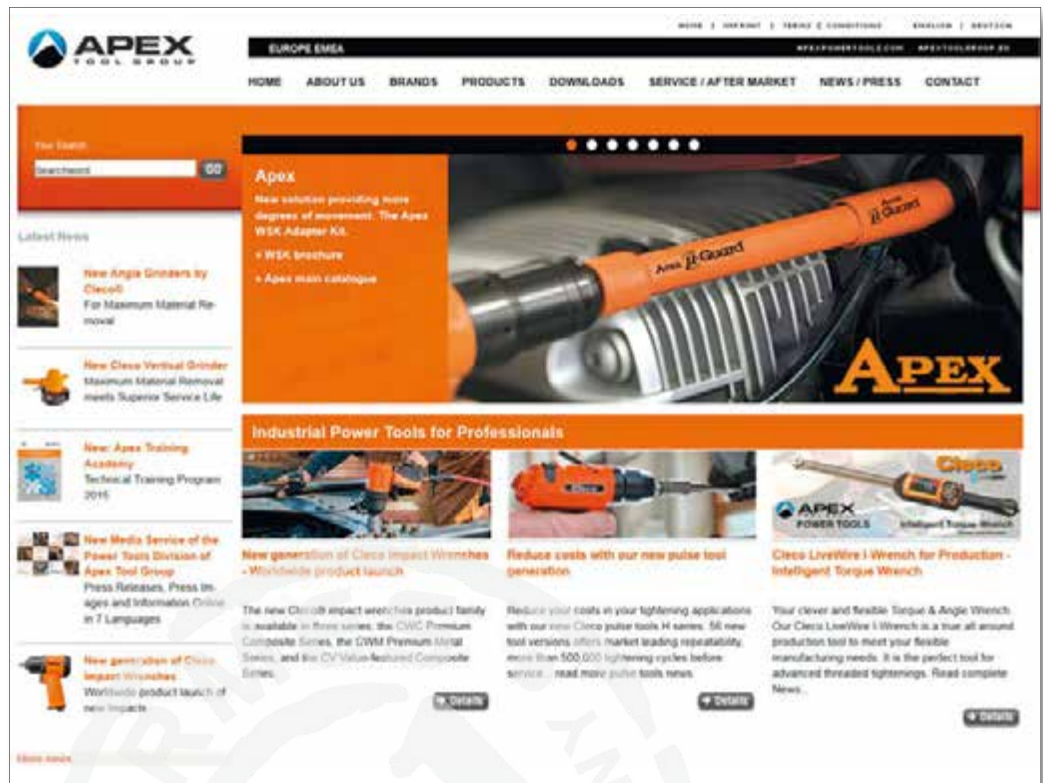 HOME | IMPRINT | TERMS & CONDITIONS ENGLISH | DEUTSCH
APEX
TOOL GROUP
EUROPE EMEA
APEXPOWERTOOLS.COM APEXTOOLGROUP.EU
HOME ABOUT US BRANDS PRODUCTS DOWNLOADS SERVICE / AFTER MARKET NEWS / PRESS CONTACT
Your Search
Searchword GO
Apex
New solution providing more
degrees of movement. The Apex
WSK Adapter Kit.
» WSK brochure
» Apex main catalogue
Apex µ-Guard
Apex µ-Guard
APEX
Latest News
New Angle Grinders by
Cleco®
For Maximum Material Re-
moval
New Cleco Vertical Grinder
Maximum Material Removal
meets Superior Service Life
New: Apex Training
Academy
Technical Training Program
2015
New Media Service of the
Power Tools Division of
Apex Tool Group
Press Releases, Press Im-
ages and Information Online
in 7 Languages
New generation of Cleco
Impact Wrenches
Worldwide product launch of
new Impacts
More news
Industrial Power Tools for Professionals
Cleco
New generation of Cleco Impact Wrenches
- Worldwide product launch
The new Cleco® impact wrenches product family
is available in three series, the CWC Premium
Composite Series, the CWM Premium Metal
Series, and the CV Value-featured Composite
Series.
Details
Reduce costs with our new pulse tool
generation
Reduce your costs in your tightening applications
with our new Cleco pulse tools H series. 56 new
tool versions offers market leading repeatability,
more than 500,000 tightening cycles before
service... read more pulse tools news
Details
Cleco
APEX
POWER TOOLS
Intelligent Torque Wrench
Cleco LiveWire I-Wrench for Production -
Intelligent Torque Wrench
Your clever and flexible Torque & Angle Wrench.
Our Cleco LiveWire I-Wrench is a true all around
production tool to meet your flexible
manufacturing needs. It is the perfect tool for
advanced threaded tightenings. Read complete
News...
Details